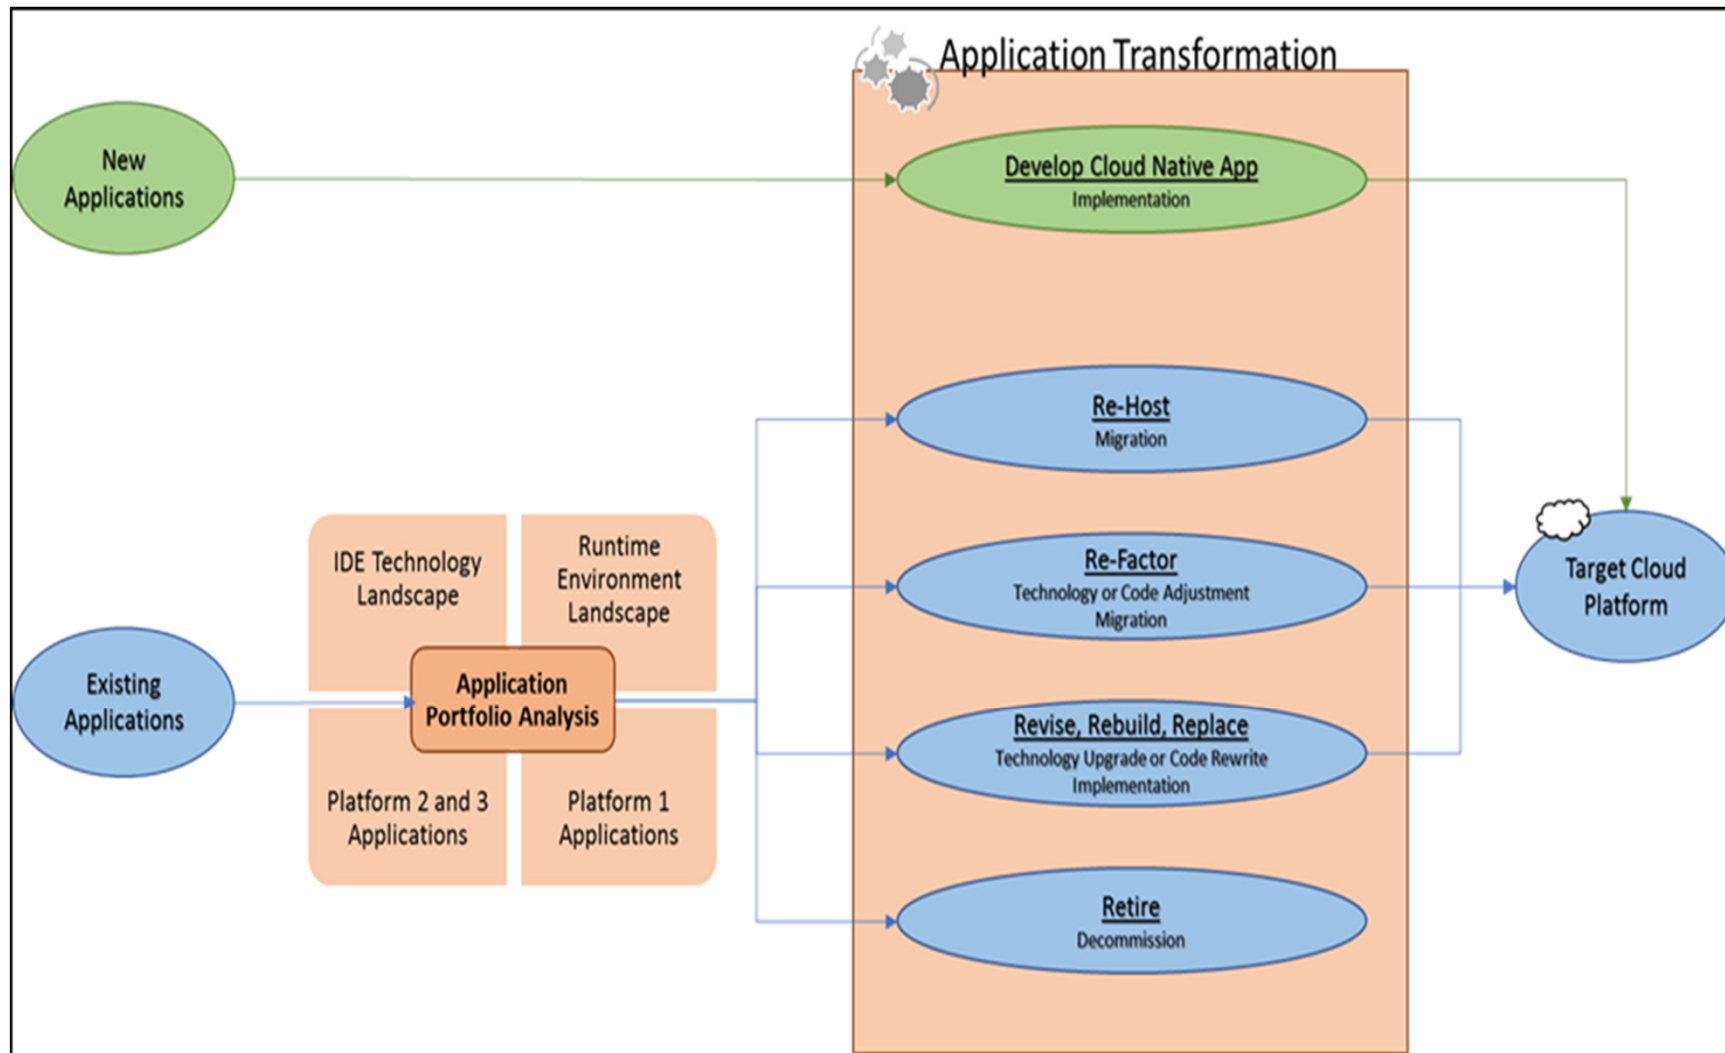 Application Transformation
New
Applications
Develop Cloud Native App
Implementation
Re-Host
Migration
IDE Technology
Landscape
Runtime
Environment
Landscape
Re-Factor
Technology or Code Adjustment
Migration
Target Cloud
Platform
Existing
Applications
Application
Portfolio Analysis
Revise, Rebuild, Replace
Technology Upgrade or Code Rewrite
Implementation
Platform 2 and 3
Applications
Platform 1
Applications
Retire
Decommission